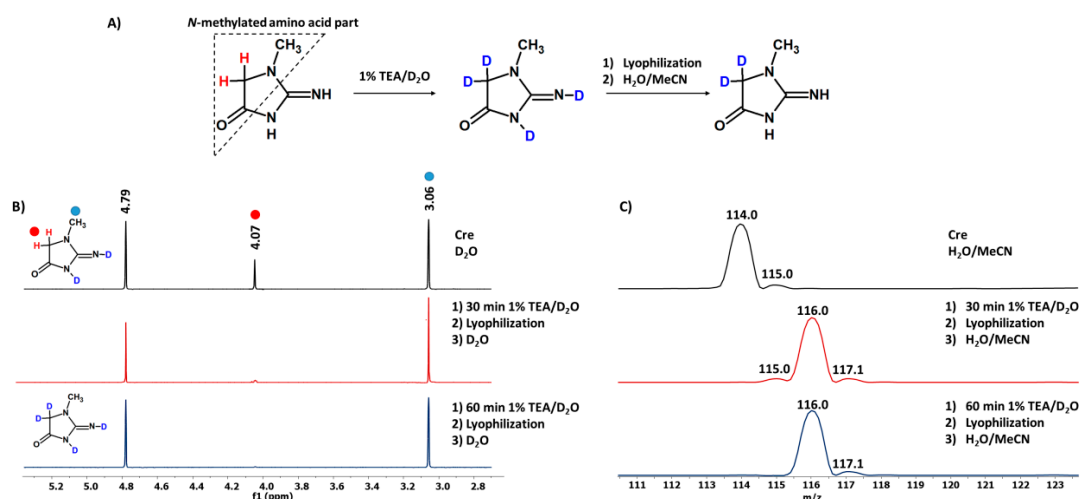 A)
N-methylated amino acid part
CH₃
H
H
N
NH
O
N
H
1% TEA/D₂O
CH₃
D
D
N
N
D
O
N
D
1) Lyophilization
2) H₂O/MeCN
CH₃
D
D
N
NH
O
N
H
B)
CH₃
H
H
N
N-D
O
N
D
4.79
4.07
3.06
Cre
D₂O
1) 30 min 1% TEA/D₂O
2) Lyophilization
3) D₂O
CH₃
D
D
N
N-D
O
N
D
1) 60 min 1% TEA/D₂O
2) Lyophilization
3) D₂O
5.2 5.0 4.8 4.6 4.4 4.2 4.0 3.8 3.6 3.4 3.2 3.0 2.8
f1 (ppm)
C)
114.0
115.0
Cre
H₂O/MeCN
116.0
115.0
117.1
1) 30 min 1% TEA/D₂O
2) Lyophilization
3) H₂O/MeCN
116.0
117.1
1) 60 min 1% TEA/D₂O
2) Lyophilization
3) H₂O/MeCN
111 112 113 114 115 116 117 118 119 120 121 122 123
m/z